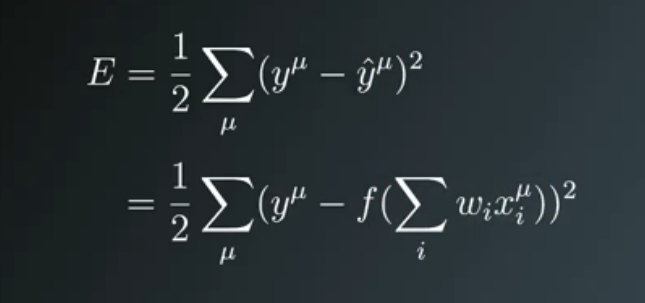 E = \frac{1}{2} \sum_{\mu} (y^{\mu} - \hat{y}^{\mu})^2
= \frac{1}{2} \sum_{\mu} (y^{\mu} - f(\sum_{i} w_i x_i^{\mu}))^2